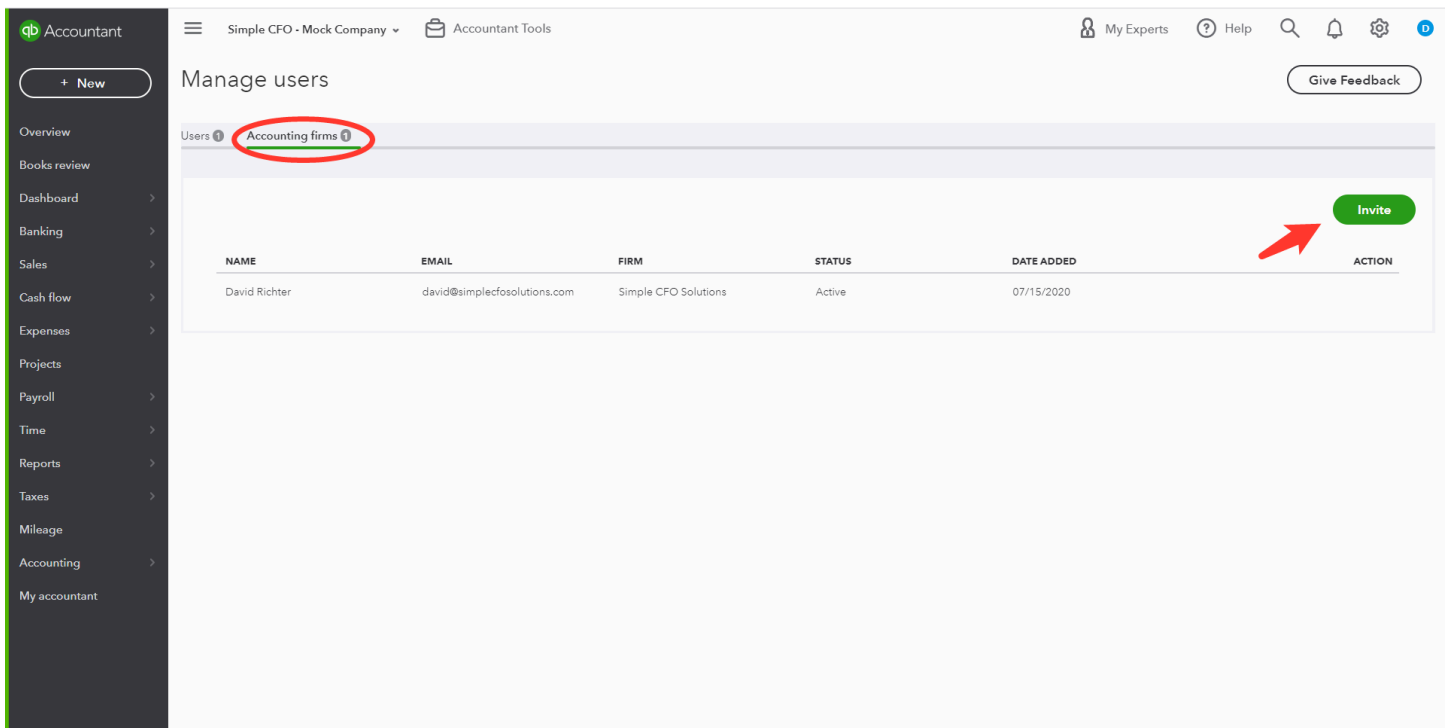 qb Accountant
Simple CFO - Mock Company
Accountant Tools
My Experts
? Help
D
+ New
Manage users
Give Feedback
Overview
Books review
Dashboard
Banking
Sales
Cash flow
Expenses
Projects
Payroll
Time
Reports
Taxes
Mileage
Accounting
My accountant
Users 1 Accounting firms 1
Invite
NAME EMAIL FIRM STATUS DATE ADDED ACTION
David Richter david@simplecfosolutions.com Simple CFO Solutions Active 07/15/2020